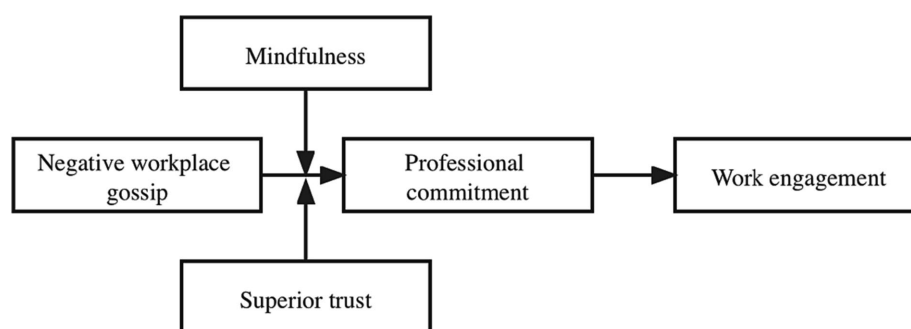 Mindfulness
Negative workplace
gossip
Professional
commitment
Work engagement
Superior trust